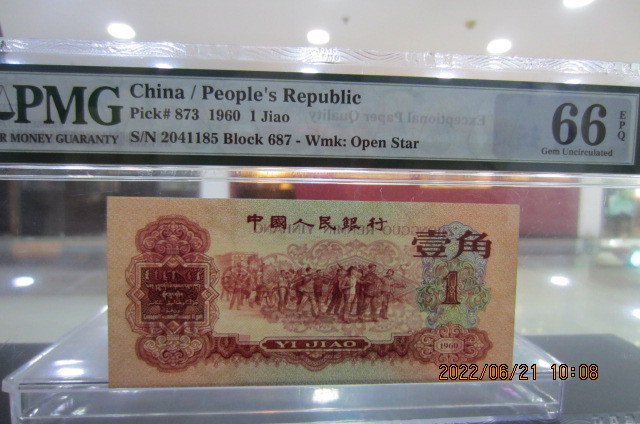 PMG
China / People's Republic
Pick# 873 1960 1 Jiao
S/N 2041185 Block 687 - Wmk: Open Star
R MONEY GUARANTY
66
EPQ
Gem Uncirculated
Exceptional Paper Quality
中國人民銀行
壹角
1
YI JIAO
1960
2022/06/21 10:08